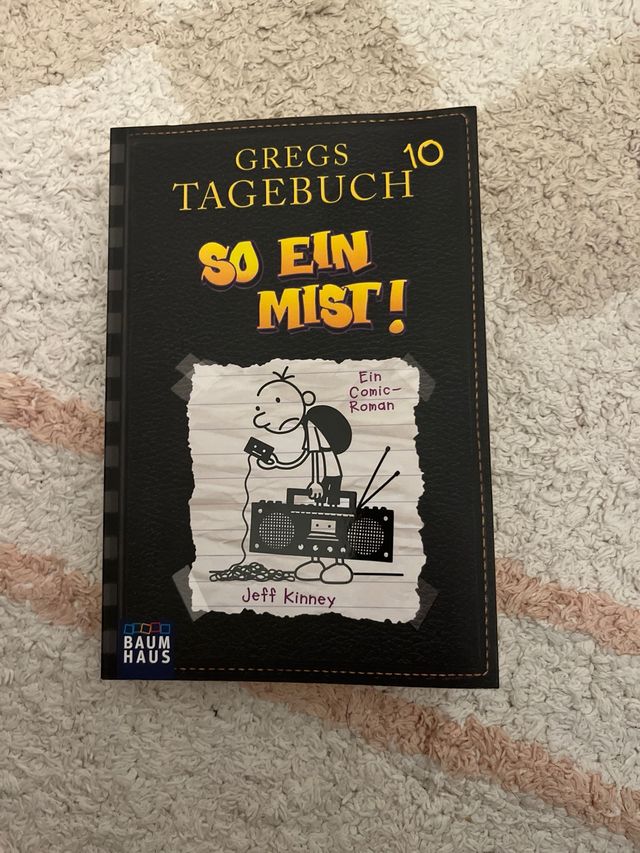 GREGS
TAGEBUCH 10
SO EIN
MIST!
Ein
Comic-
Roman
Jeff Kinney
BAUM
HAUS